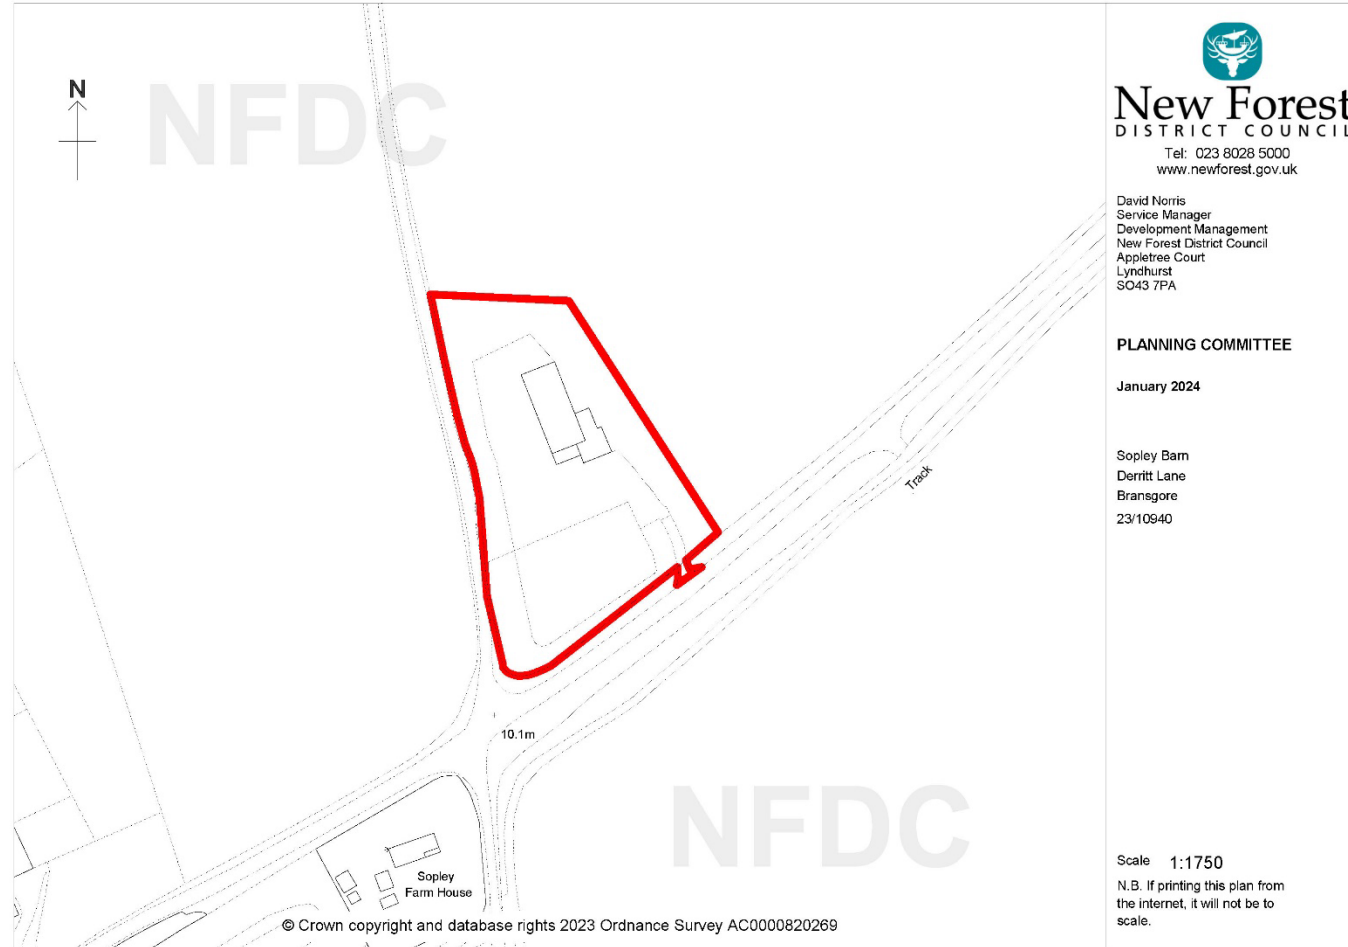 N
NFDC
New Forest
DISTRICT COUNCIL
Tel: 023 8028 5000
www.newforest.gov.uk
David Norris
Service Manager
Development Management
New Forest District Council
Appletree Court
Lyndhurst
SO43 7PA
PLANNING COMMITTEE
January 2024
Sopley Barn
Derritt Lane
Bransgore
23/10940
Track
10.1m
NFDC
Sopley
Farm House
Scale 1:1750
N.B. If printing this plan from
the internet, it will not be to
scale.
© Crown copyright and database rights 2023 Ordnance Survey AC0000820269